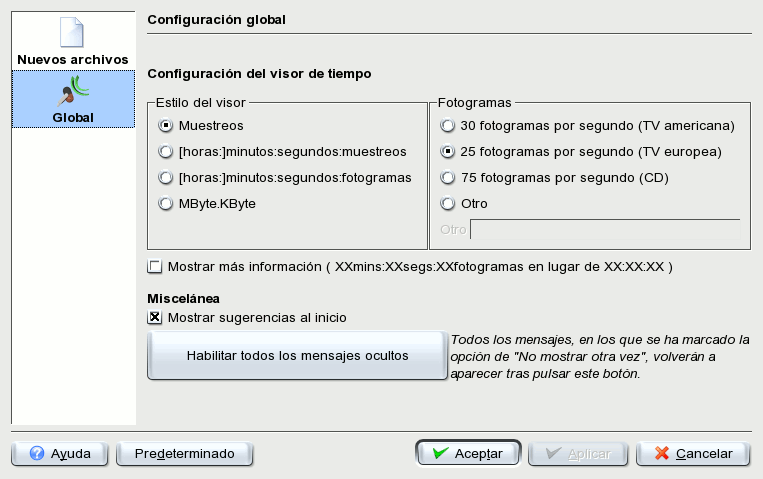 Configuración global
Nuevos archivos
Global
Configuración del visor de tiempo
Estilo del visor
Muestreos
[horas:]minutos:segundos:muestreos
[horas:]minutos:segundos:fotogramas
MByte.KByte
Fotogramas
30 fotogramas por segundo (TV americana)
25 fotogramas por segundo (TV europea)
75 fotogramas por segundo (CD)
Otro
Otro
Mostrar más información ( XXmins:XXsegs:XXfotogramas en lugar de XX:XX:XX )
Miscelánea
Mostrar sugerencias al inicio
Habilitar todos los mensajes ocultos
Todos los mensajes, en los que se ha marcado la
opción de "No mostrar otra vez", volverán a
aparecer tras pulsar este botón.
Ayuda
Predeterminado
Aceptar
Aplicar
Cancelar